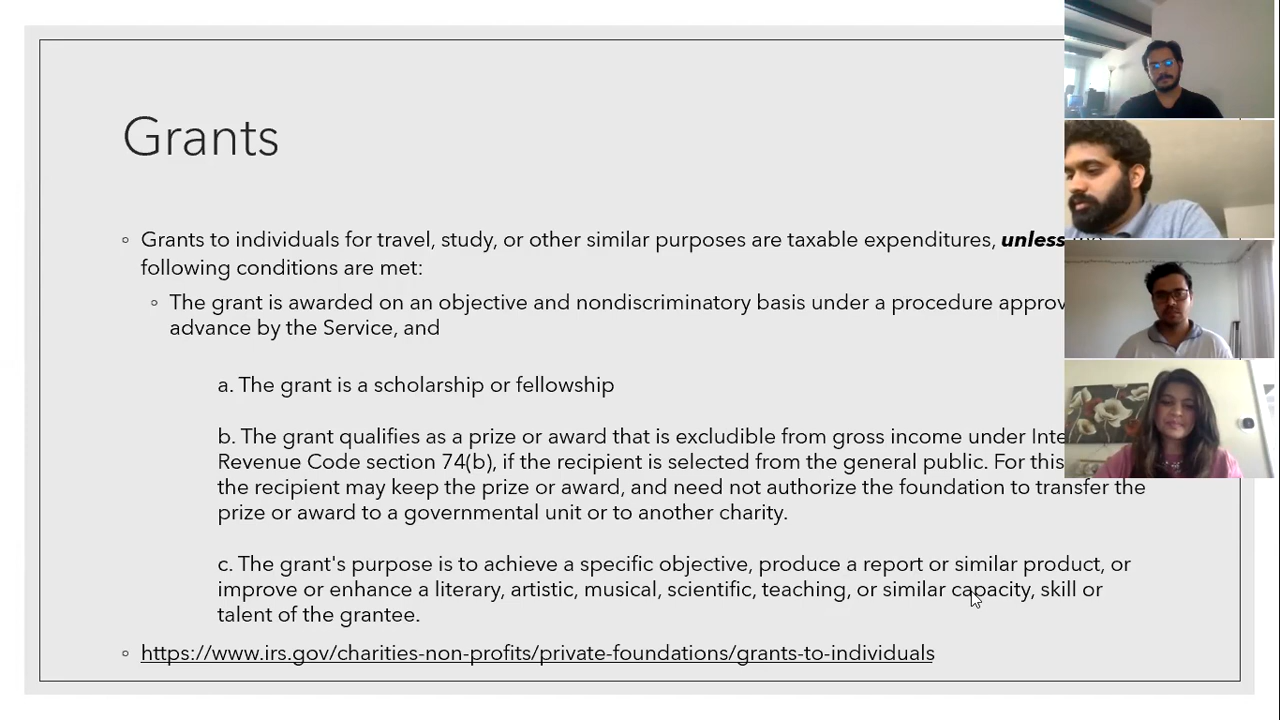 Grants
Grants to individuals for travel, study, or other similar purposes are taxable expenditures, unless the
following conditions are met:
The grant is awarded on an objective and nondiscriminatory basis under a procedure approv
advance by the Service, and
a. The grant is a scholarship or fellowship
b. The grant qualifies as a prize or award that is excludible from gross income under Inte
Revenue Code section 74(b), if the recipient is selected from the general public. For this
the recipient may keep the prize or award, and need not authorize the foundation to transfer the
prize or award to a governmental unit or to another charity.
c. The grant's purpose is to achieve a specific objective, produce a report or similar product, or
improve or enhance a literary, artistic, musical, scientific, teaching, or similar capacity, skill or
talent of the grantee.
https://www.irs.gov/charities-non-profits/private-foundations/grants-to-individuals